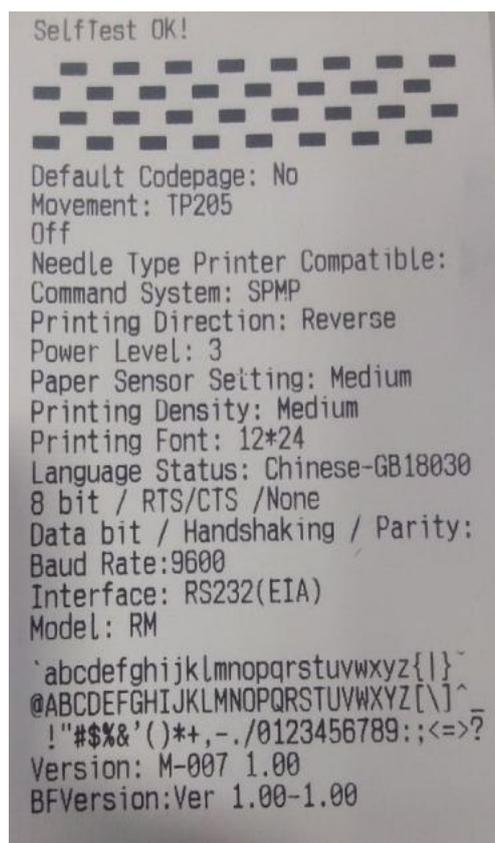 SelfTest OK!
Default Codepage: No
Movement: TP205
Off
Needle Type Printer Compatible:
Command System: SPMP
Printing Direction: Reverse
Power Level: 3
Paper Sensor Setting: Medium
Printing Density: Medium
Printing Font: 12*24
Language Status: Chinese-GB18030
8 bit / RTS/CTS /None
Data bit / Handshaking / Parity:
Baud Rate:9600
Interface: RS232(EIA)
Model: RM
`abcdefghijklmnopqrstuvwxyz{|}~
@ABCDEFGHIJKLMNOPQRSTUVWXYZ[\]^_
!"#$%&'()*+,-./0123456789:;<=>?
Version: M-007 1.00
BFVersion:Ver 1.00-1.00